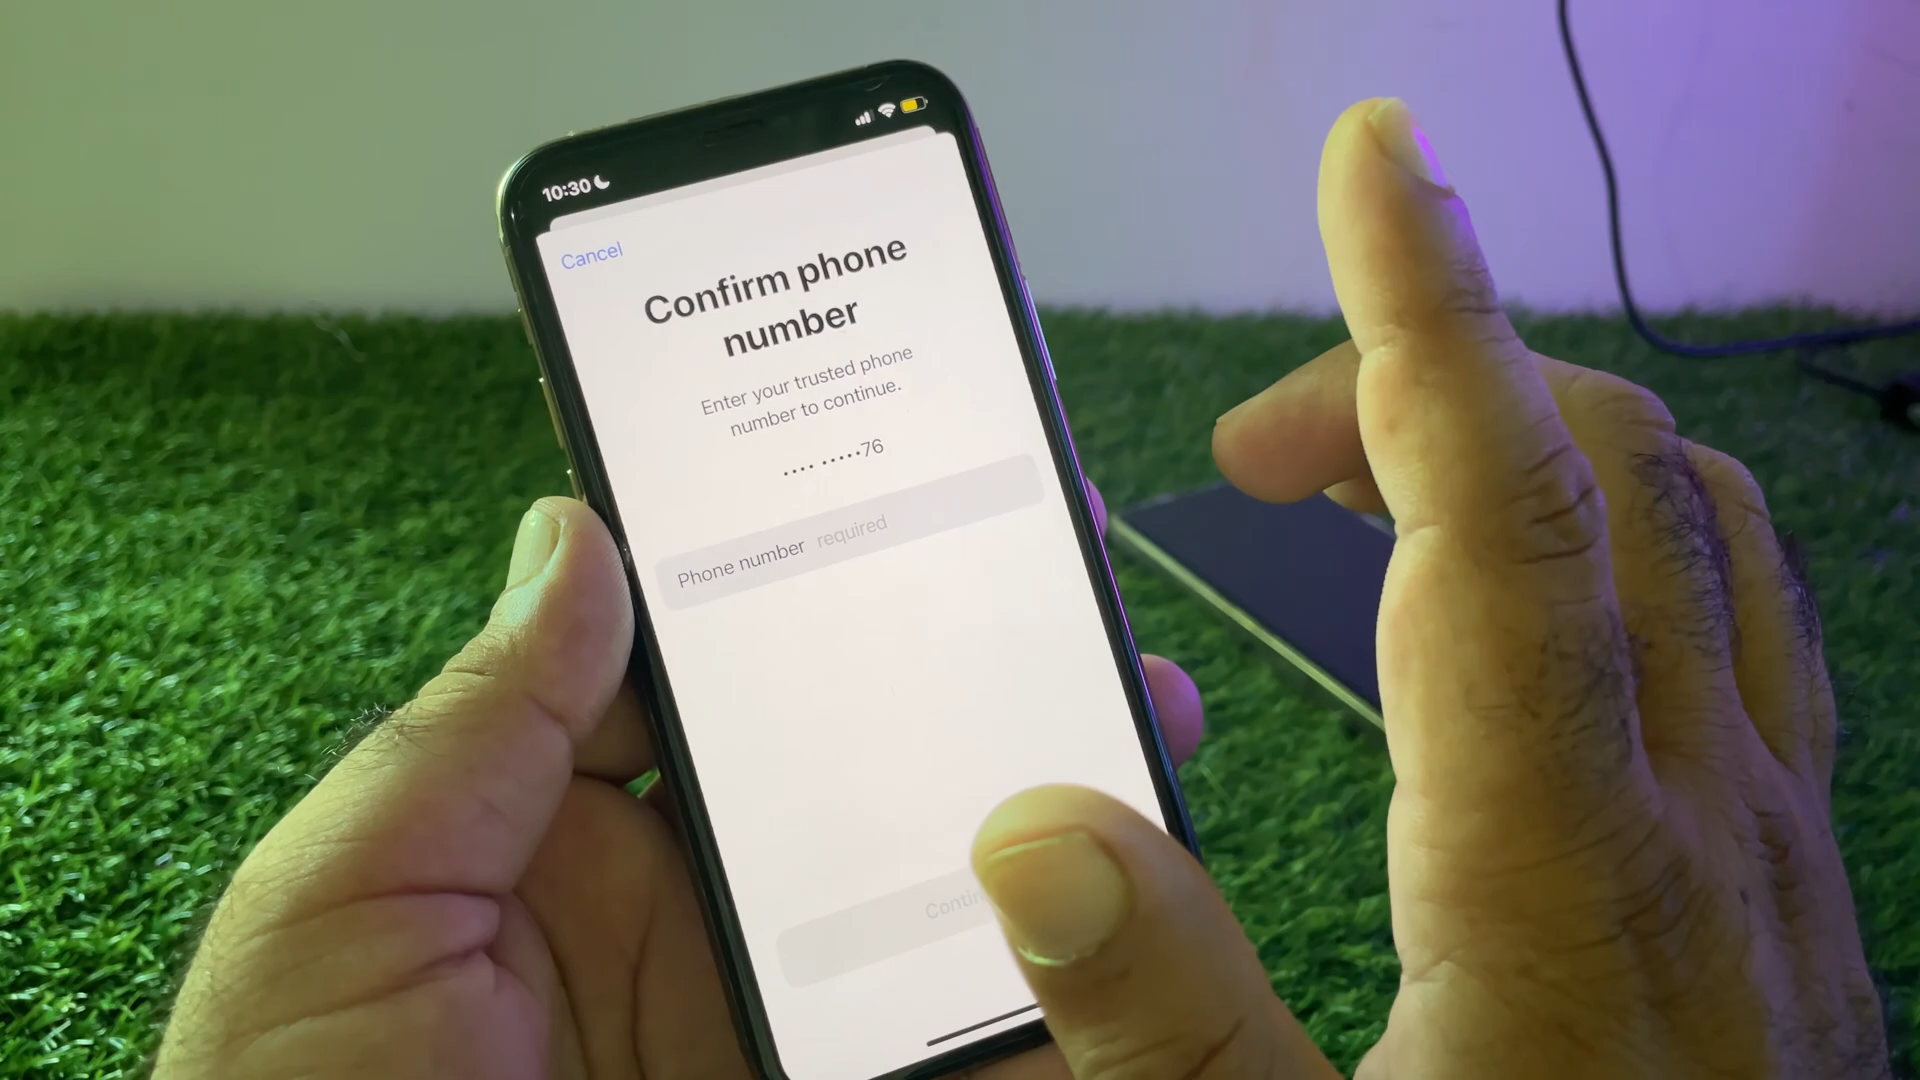 10:30
Cancel
Confirm phone
number
Enter your trusted phone
number to continue.
•••• •••••76
Phone number required